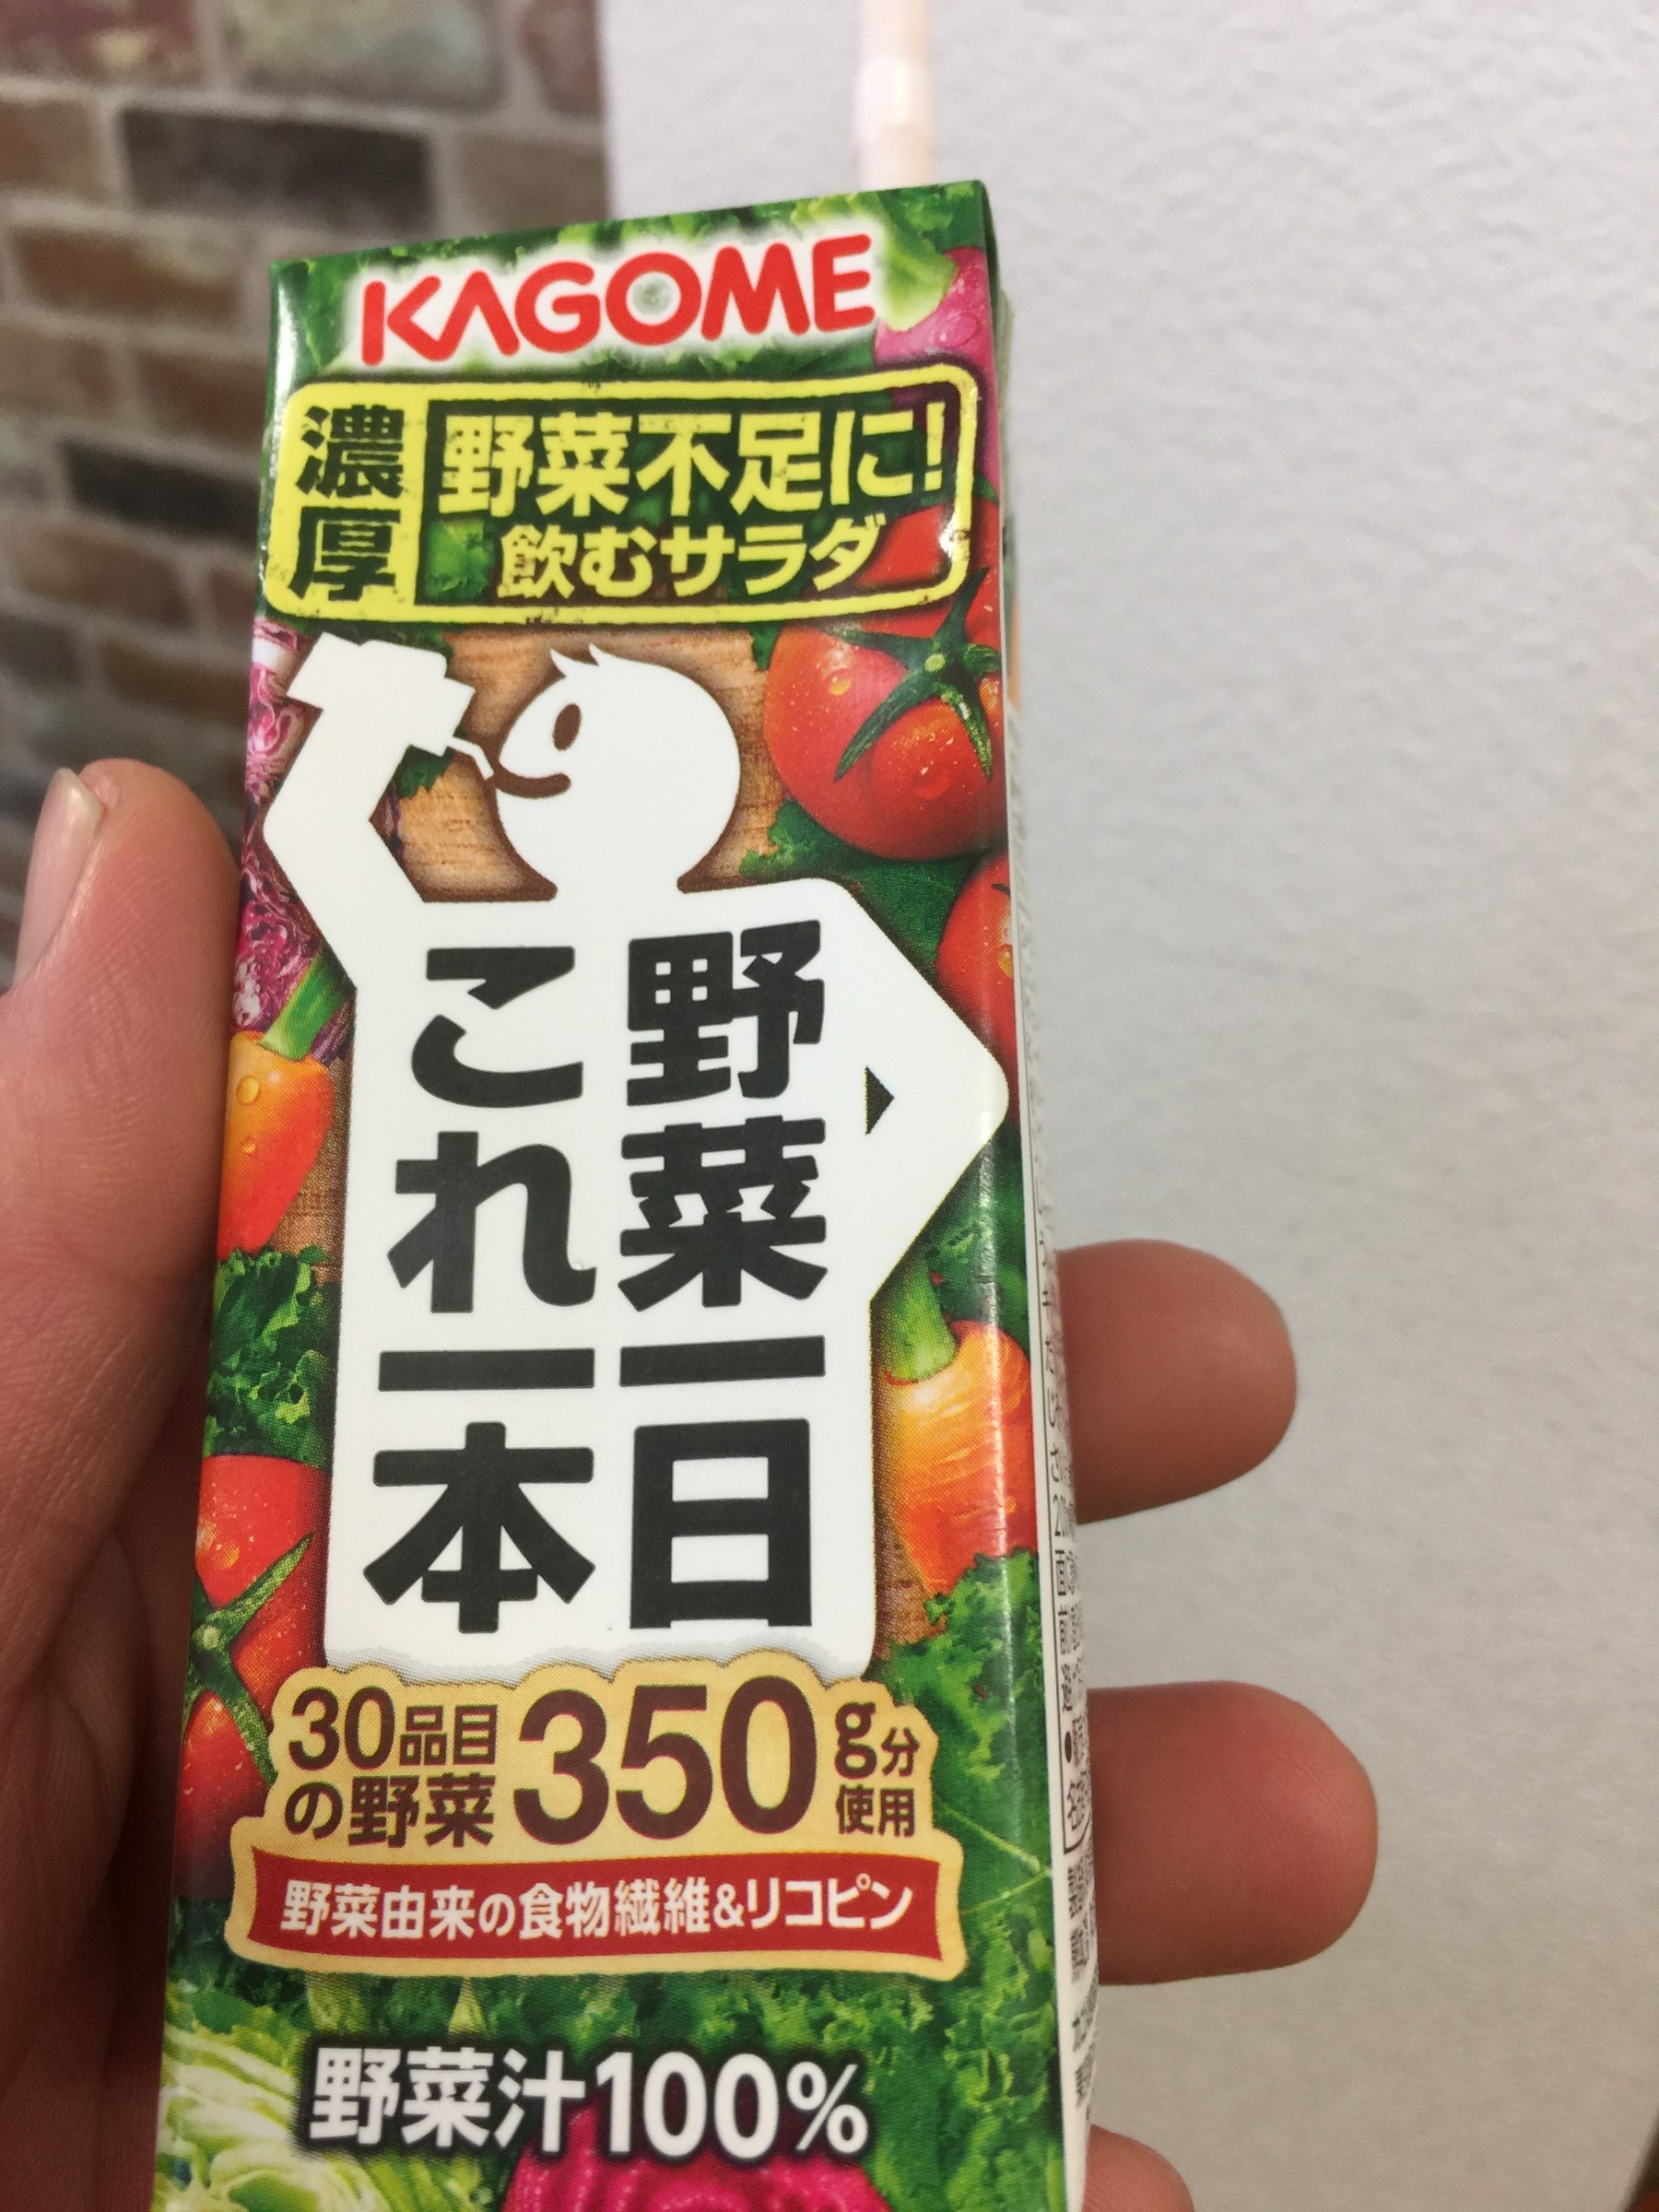 KAGOME
濃厚
野菜不足に!
飲むサラダ
野菜一日
これ一本
30品目
の野菜
350g分
使用
野菜由来の食物繊維&リコピン
野菜汁100%